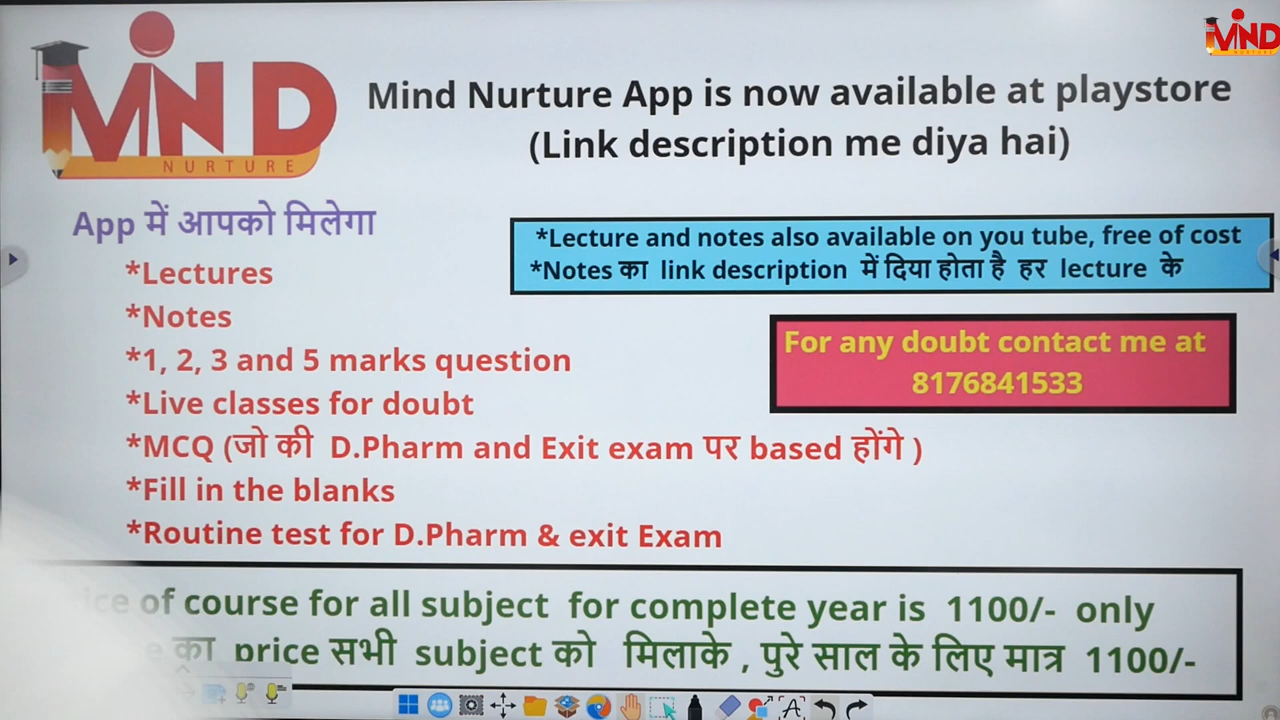 MIND
NURTURE
MIND
NURTURE
Mind Nurture App is now available at playstore
(Link description me diya hai)
App में आपको मिलेगा
*Lectures
*Notes
*1, 2, 3 and 5 marks question
*Live classes for doubt
*MCQ (जो की D.Pharm and Exit exam पर based होंगे )
*Fill in the blanks
*Routine test for D.Pharm & exit Exam
*Lecture and notes also available on you tube, free of cost
*Notes का link description में दिया होता है हर lecture के
For any doubt contact me at
8176841533
of course for all subject for complete year is 1100/- only
का price सभी subject को मिलाके , पुरे साल के लिए मात्र 1100/-